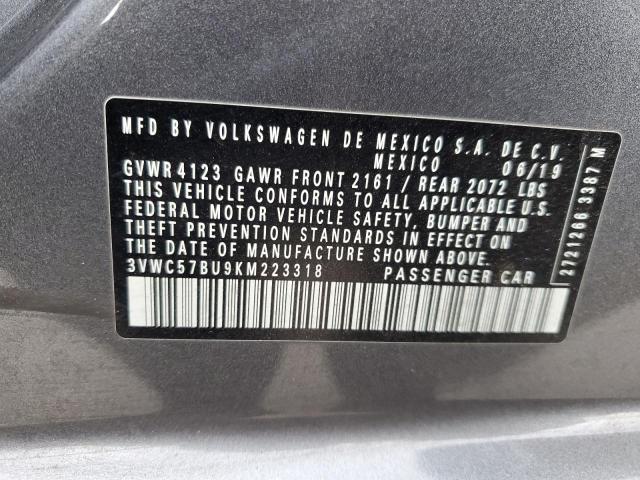 MFD BY VOLKSWAGEN DE MEXICO S.A. DE C.V.
MEXICO 06/19
GVWR 4123 GAWR FRONT 2161 / REAR 2072 LBS
THIS VEHICLE CONFORMS TO ALL APPLICABLE U.S.
FEDERAL MOTOR VEHICLE SAFETY, BUMPER AND
THEFT PREVENTION STANDARDS IN EFFECT ON
THE DATE OF MANUFACTURE SHOWN ABOVE.
3VWC57BU9KM223318 PASSENGER CAR
2721266 3387 M